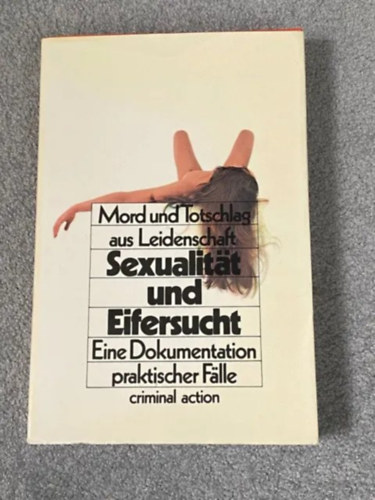 Mord und Totschlag
aus Leidenschaft
Sexualität
und
Eifersucht
Eine Dokumentation
praktischer Fälle
criminal action